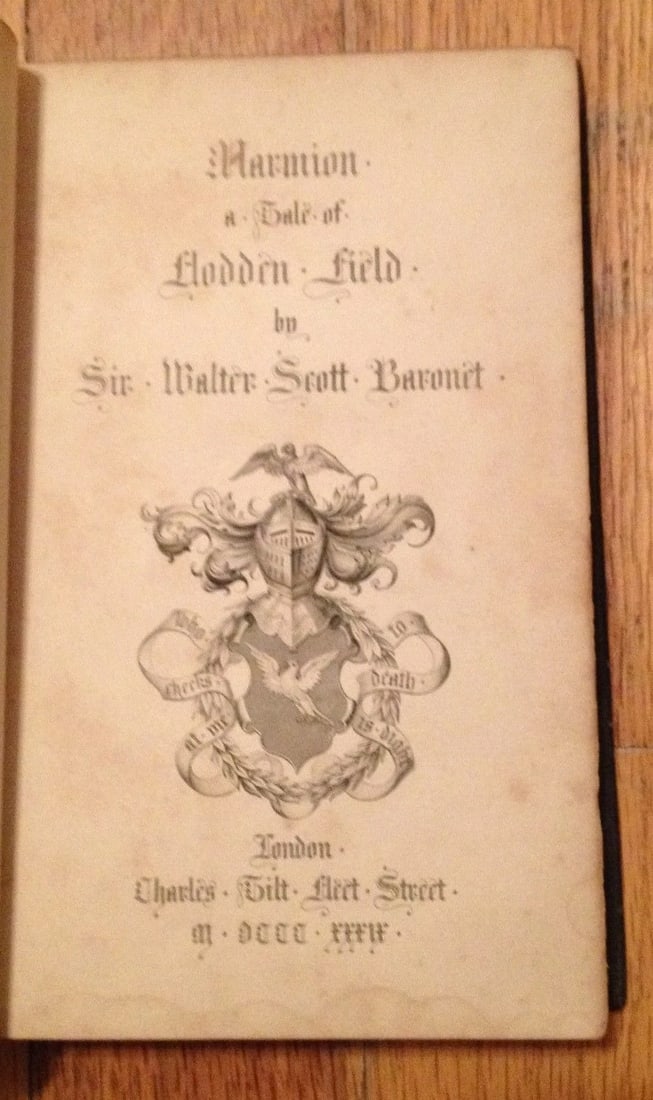 Marmion ·
a · Tale · of ·
Flodden · Field ·
by
Sir · Walter · Scott · Baronet ·
Who ·
checks ·
at · me
to ·
death ·
is · dight
London ·
Charles · Tilt · Fleet · Street ·
M · DCCC · XXXIX ·